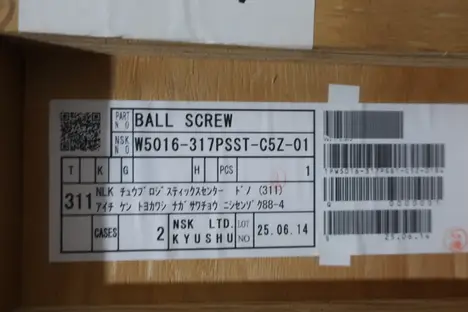 PART NO BALL SCREW
NSK NO W5016-317PSST-C5Z-01
T K G H PCS 1
311 NLK チュウブロジスティックスセンター ドノ (311)
アイチ ケン トヨカワシ ナガサワチョウ ニシセンゾク88-4
CASES 2 NSK LTD. KYUSHU LOT NO 25.06.14